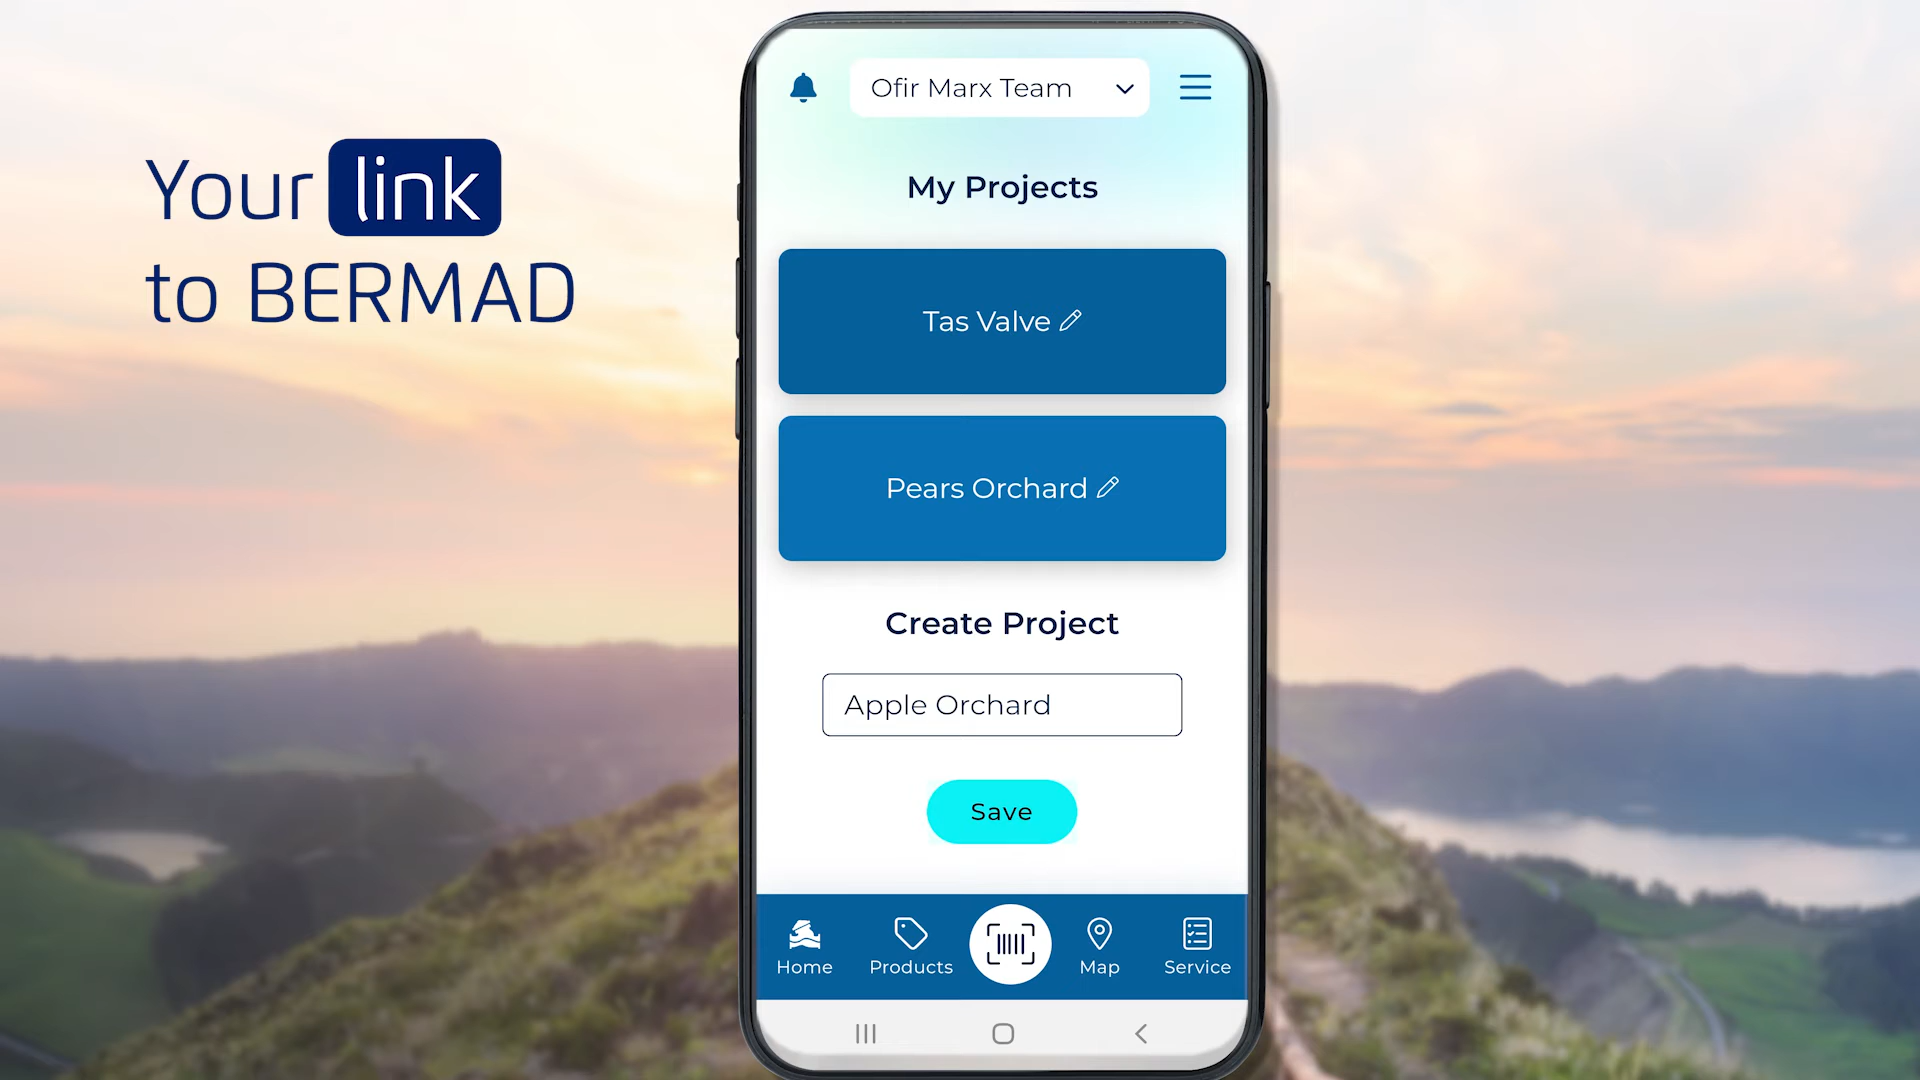 Your link
to BERMAD
Ofir Marx Team
My Projects
Tas Valve
Pears Orchard
Create Project
Apple Orchard
Save
Home
Products
Map
Service